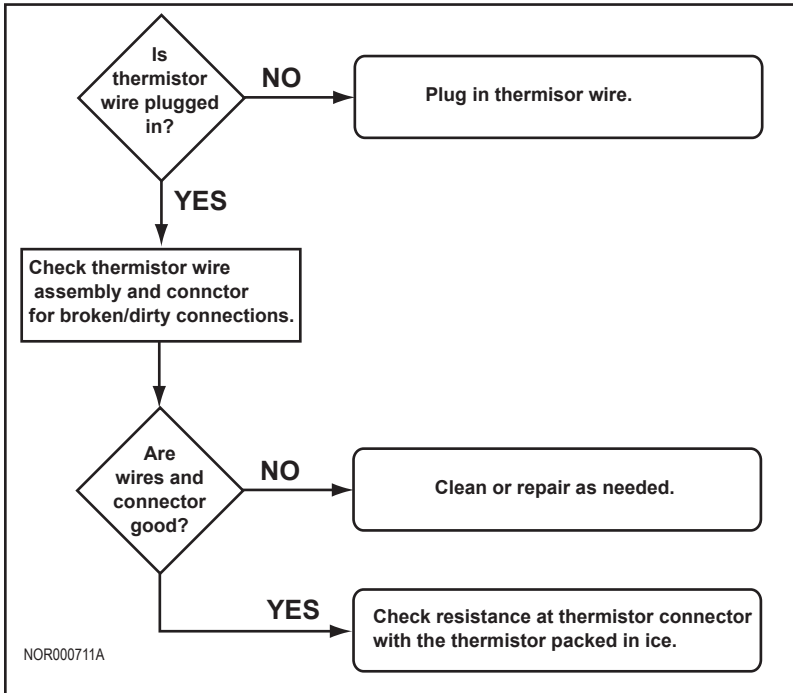 Is
thermistor
wire plugged
in?
NO
Plug in thermisor wire.
YES
Check thermistor wire
assembly and connctor
for broken/dirty connections.
Are
wires and
connector
good?
NO
Clean or repair as needed.
YES
Check resistance at thermistor connector
with the thermistor packed in ice.
NOR000711A